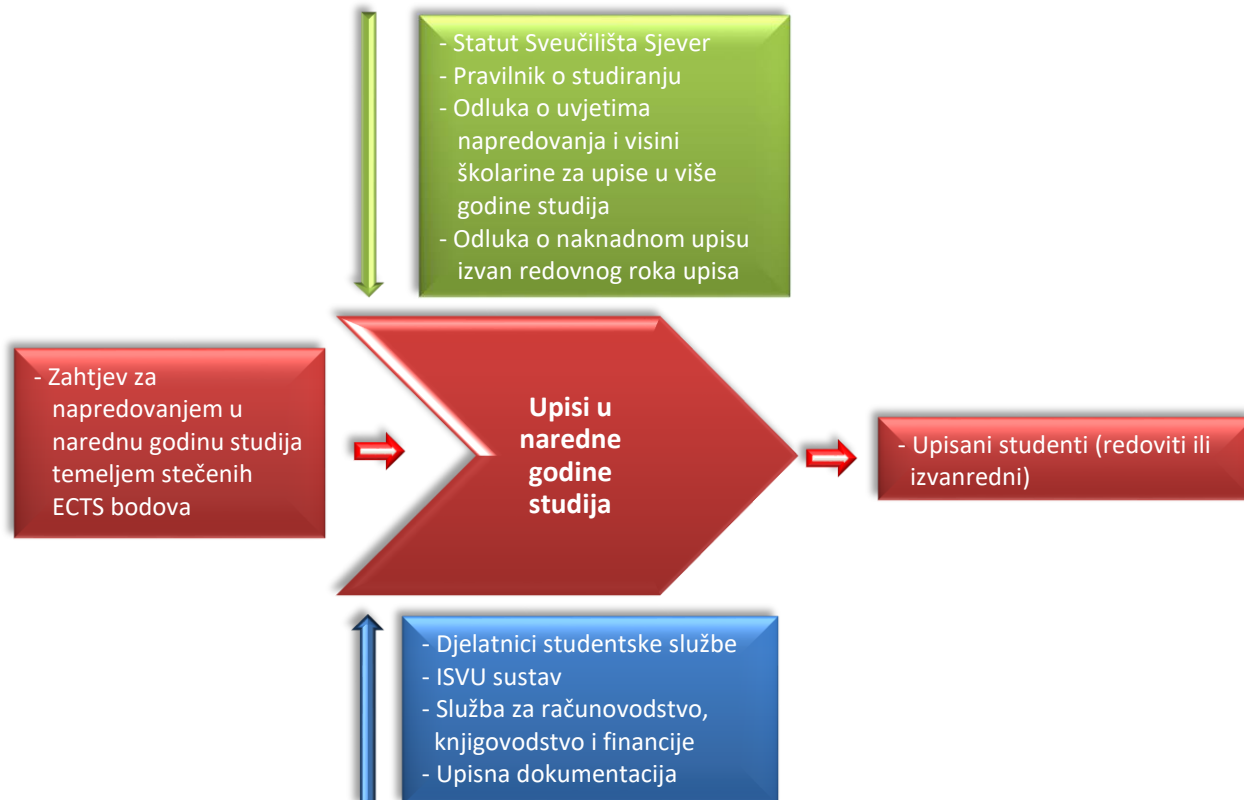 - Statut Sveučilišta Sjever
- Pravilnik o studiranju
- Odluka o uvjetima
napredovanja i visini
školarine za upise u više
godine studija
- Odluka o naknadnom upisu
izvan redovnog roka upisa
- Zahtjev za
napredovanjem u
narednu godinu studija
temeljem stečenih
ECTS bodova
Upisi u
naredne
godine
studija
- Upisani studenti (redoviti ili
izvanredni)
- Djelatnici studentske službe
- ISVU sustav
- Služba za računovodstvo,
knjigovodstvo i financije
- Upisna dokumentacija